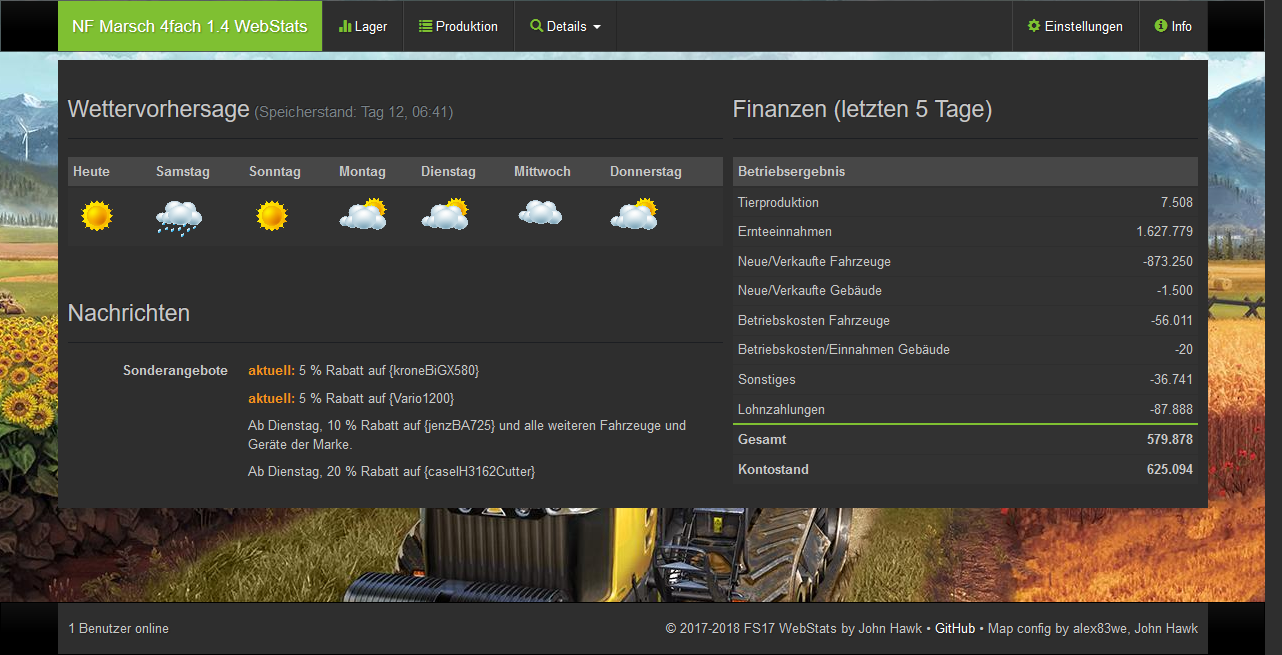 NF Marsch 4fach 1.4 WebStats Lager Produktion Details Einstellungen Info
Wettervorhersage (Speicherstand: Tag 12, 06:41)
Heute Samstag Sonntag Montag Dienstag Mittwoch Donnerstag
Nachrichten
Sonderangebote aktuell: 5 % Rabatt auf {kroneBiGX580}
aktuell: 5 % Rabatt auf {Vario1200}
Ab Dienstag, 10 % Rabatt auf {jenzBA725} und alle weiteren Fahrzeuge und
Geräte der Marke.
Ab Dienstag, 20 % Rabatt auf {caseIH3162Cutter}
Finanzen (letzten 5 Tage)
Betriebsergebnis
Tierproduktion 7.508
Ernteeinnahmen 1.627.779
Neue/Verkaufte Fahrzeuge -873.250
Neue/Verkaufte Gebäude -1.500
Betriebskosten Fahrzeuge -56.011
Betriebskosten/Einnahmen Gebäude -20
Sonstiges -36.741
Lohnzahlungen -87.888
Gesamt 579.878
Kontostand 625.094
1 Benutzer online © 2017-2018 FS17 WebStats by John Hawk • GitHub • Map config by alex83we, John Hawk